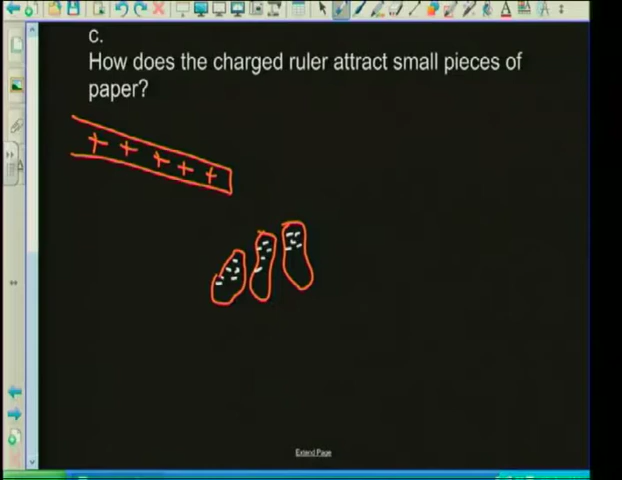 c.
How does the charged ruler attract small pieces of
paper?
+ + + + +
Extend Page